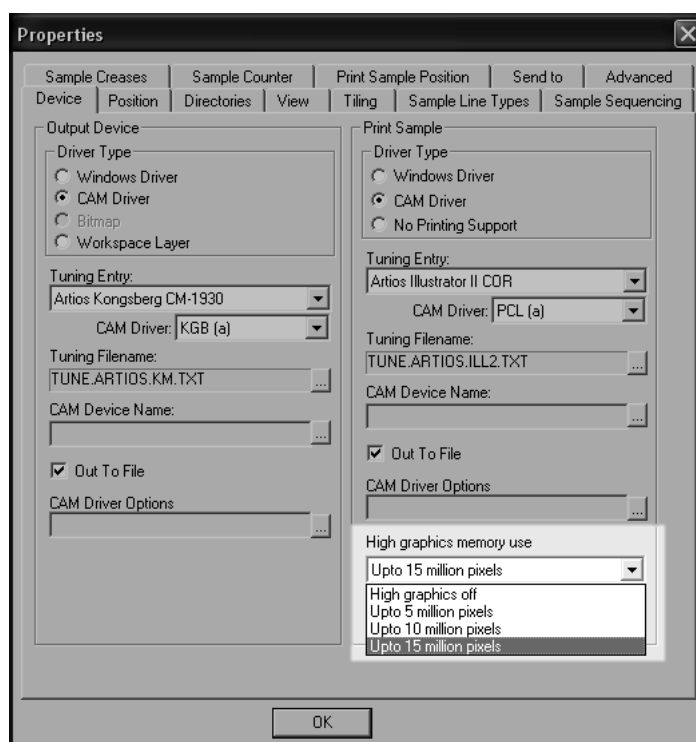 Properties
Sample Creases Sample Counter Print Sample Position Send to Advanced
Device Position Directories View Tiling Sample Line Types Sample Sequencing
Output Device
Driver Type
Windows Driver
CAM Driver
Bitmap
Workspace Layer
Tuning Entry:
Artios Kongsberg CM-1930
CAM Driver: KGB (a)
Tuning Filename:
TUNE.ARTIOS.KM.TXT
...
CAM Device Name:
...
Out To File
CAM Driver Options
...
Print Sample
Driver Type
Windows Driver
CAM Driver
No Printing Support
Tuning Entry:
Artios Illustrator II COR
CAM Driver: PCL (a)
Tuning Filename:
TUNE.ARTIOS.ILL2.TXT
...
CAM Device Name:
...
Out To File
CAM Driver Options
...
High graphics memory use
Upto 15 million pixels
High graphics off
Upto 5 million pixels
Upto 10 million pixels
Upto 15 million pixels
OK